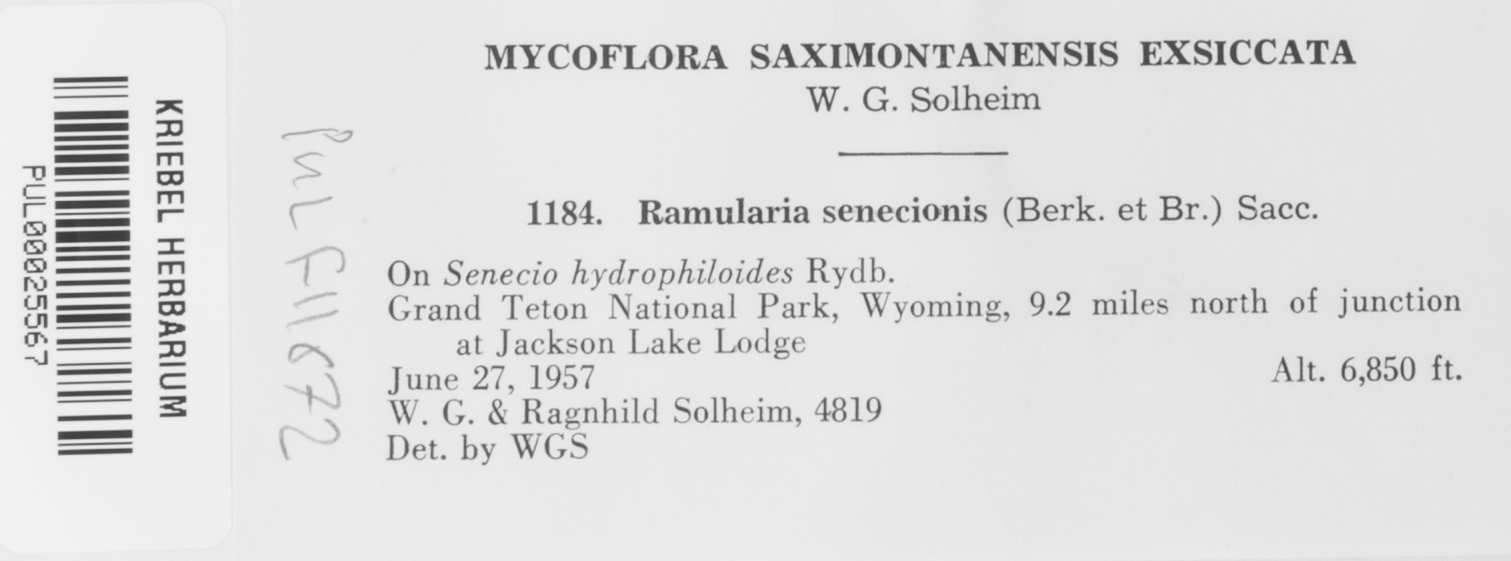 KRIEBEL HERBARIUM
PUL00025567
PUL F11672
MYCOFLORA SAXIMONTANENSIS EXSICCATA
W. G. Solheim
1184. Ramularia senecionis (Berk. et Br.) Sacc.
On Senecio hydrophiloides Rydb.
Grand Teton National Park, Wyoming, 9.2 miles north of junction
at Jackson Lake Lodge
June 27, 1957 Alt. 6,850 ft.
W. G. & Ragnhild Solheim, 4819
Det. by WGS